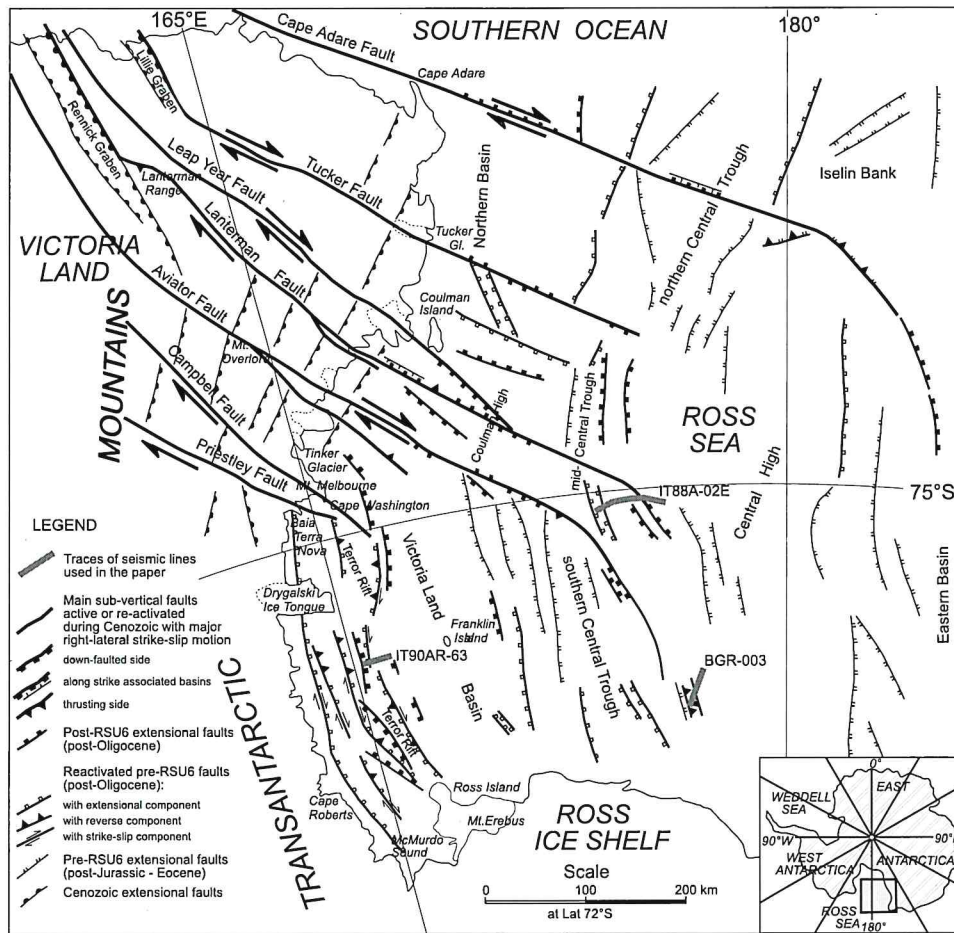 165°E
SOUTHERN OCEAN
180°
Cape Adare Fault
Cape Adare
Lillie Graben
Rennick Graben
Leap Year Fault
Lanterman
Range
Tucker Fault
Lanterman
Fault
Northern Basin
Tucker
Gl.
northern Central Trough
Iselin Bank
VICTORIA
LAND
Aviator Fault
Coulman
Island
Mt.
Overlord
Campbell Fault
Priestley Fault
TRANSANTARCTIC MOUNTAINS
Coulman High
mid-
Central Trough
ROSS
SEA
Tinker
Glacier
Mt. Melbourne
Cape Washington
IT88A-02E
Central High
75°S
Baia
Terra
Nova
Terror Rift
Victoria Land
Basin
Drygalski
Ice Tongue
Franklin
Island
southern Central Trough
Eastern Basin
IT90AR-63
BGR-003
Terror Rift
Cape
Roberts
Ross Island
Mt.Erebus
McMurdo
Sound
ROSS
ICE SHELF
Scale
0 100 200 km
at Lat 72°S
LEGEND
Traces of seismic lines
used in the paper
Main sub-vertical faults
active or re-activated
during Cenozoic with major
right-lateral strike-slip motion
down-faulted side
along strike associated basins
thrusting side
Post-RSU6 extensional faults
(post-Oligocene)
Reactivated pre-RSU6 faults
(post-Oligocene):
with extensional component
with reverse component
with strike-slip component
Pre-RSU6 extensional faults
(post-Jurassic - Eocene)
Cenozoic extensional faults
0°
WEDDELL
SEA
EAST
90°W
90°E
WEST
ANTARCTICA
ANTARCTICA
ROSS
SEA
180°